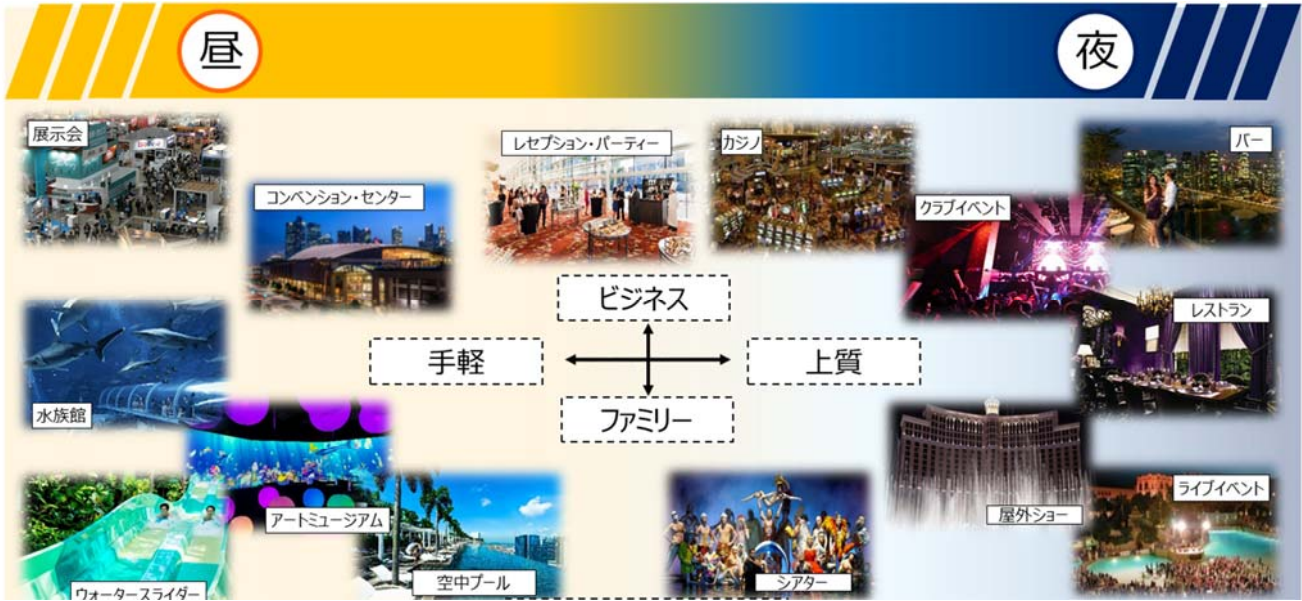 昼
夜
展示会
コンベンション・センター
レセプション・パーティー
カジノ
クラブイベント
バー
ビジネス
手軽
上質
ファミリー
レストラン
水族館
アートミュージアム
屋外ショー
ライブイベント
ウォータースライダー
空中プール
シアター